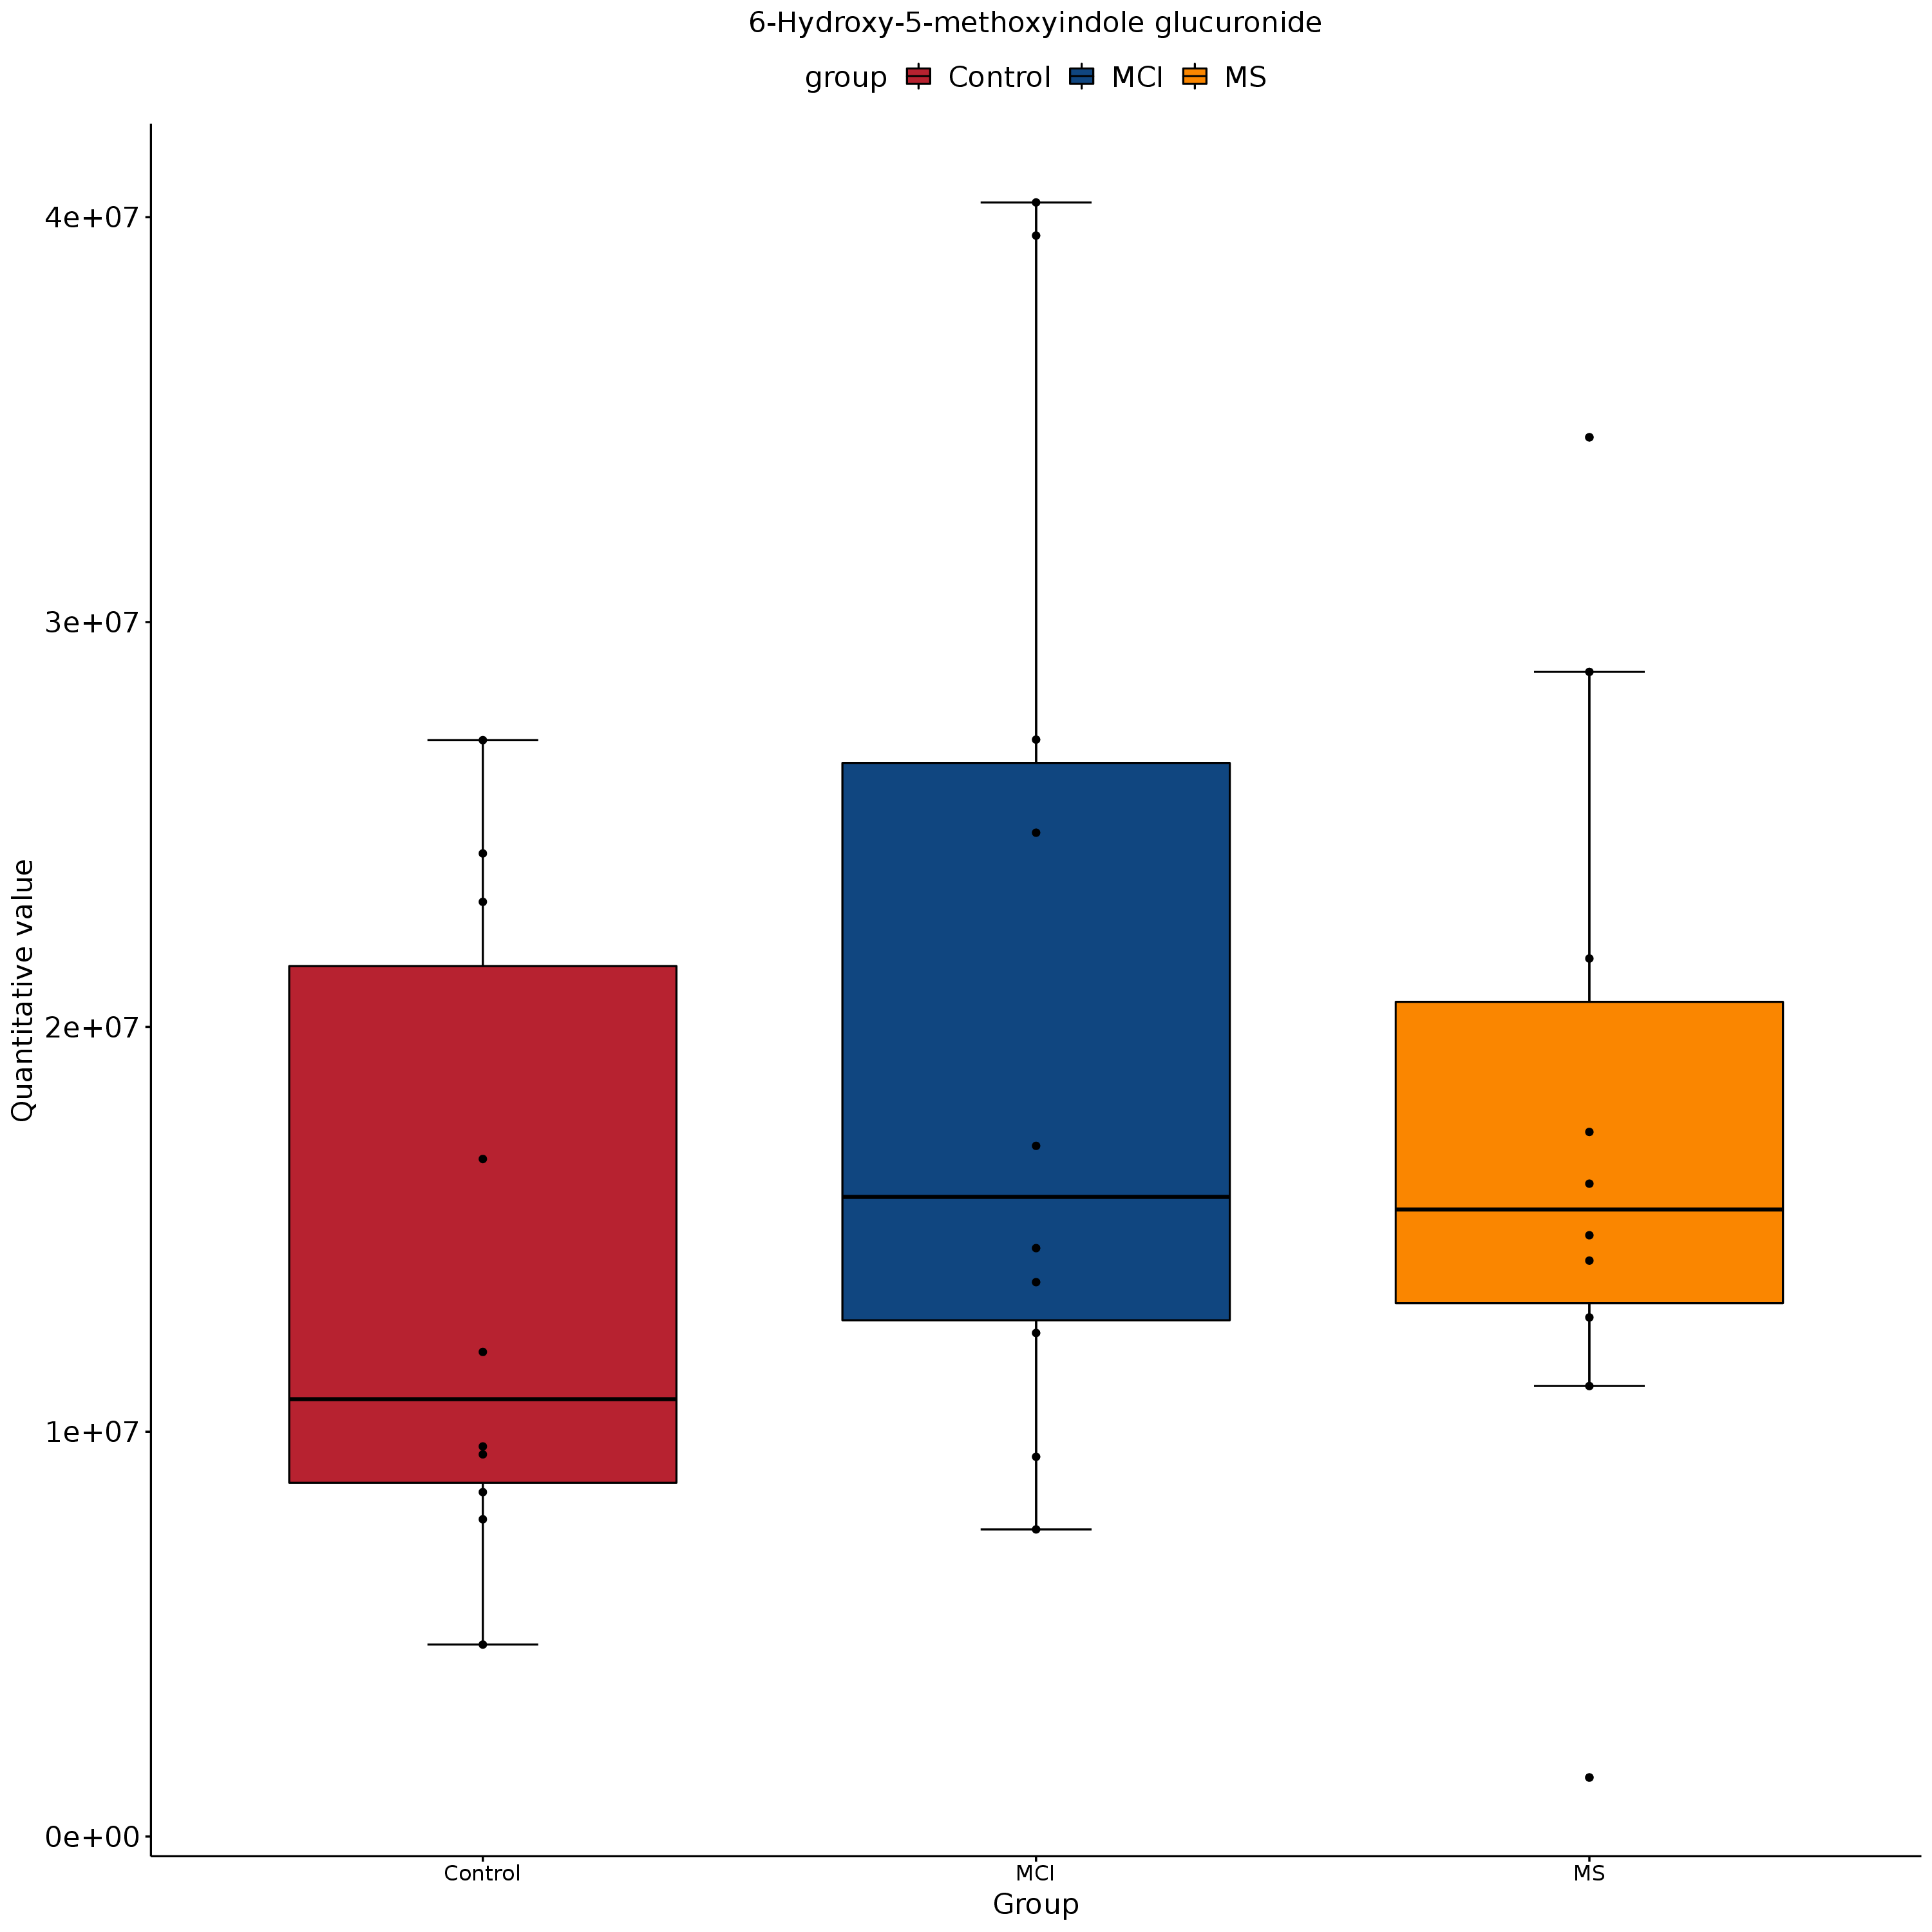 6-Hydroxy-5-methoxyindole glucuronide
group Control MCI MS
4e+07
3e+07
2e+07
1e+07
0e+00
Quantitative value
Control MCI MS
Group